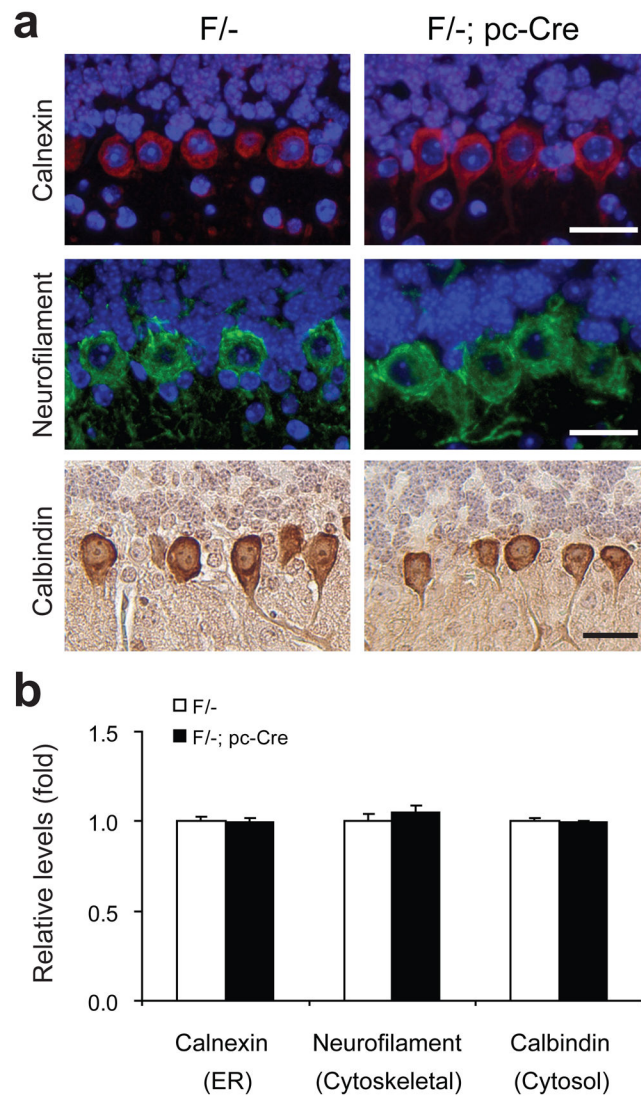 a
F/-
F/-; pc-Cre
Calnexin
Neurofilament
Calbindin
b
F/-
F/-; pc-Cre
Relative levels (fold)
1.5
1.0
0.5
0.0
Calnexin
(ER)
Neurofilament
(Cytoskeletal)
Calbindin
(Cytosol)